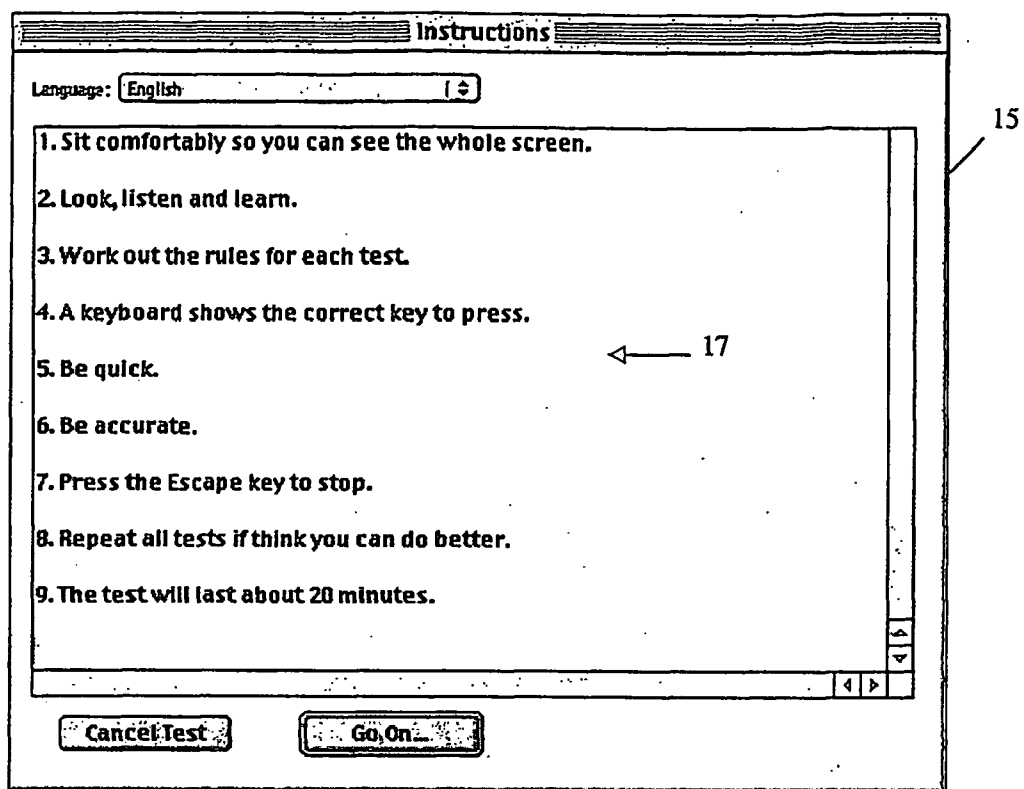 Instructions
Language: English
15
1. Sit comfortably so you can see the whole screen.
2. Look, listen and learn.
3. Work out the rules for each test.
4. A keyboard shows the correct key to press.
17
5. Be quick.
6. Be accurate.
7. Press the Escape key to stop.
8. Repeat all tests if think you can do better.
9. The test will last about 20 minutes.
Cancel Test Go On...